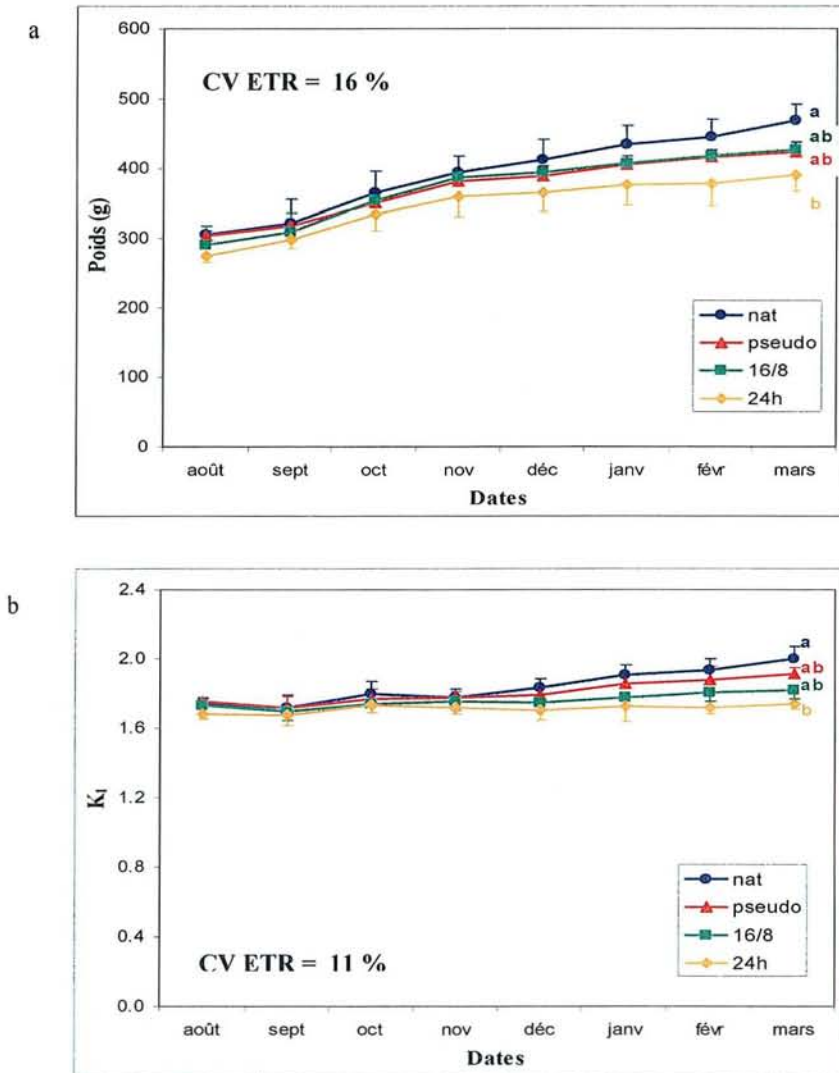 a
600
500
400
300
200
100
0
Poids (g)
CV ETR = 16 %
a
ab
ab
b
nat
pseudo
16/8
24h
août sept oct nov déc janv févr mars
Dates
b
2.4
2.0
1.6
1.2
0.8
0.4
0.0
K1
a
ab
ab
b
nat
pseudo
16/8
24h
CV ETR = 11 %
août sept oct nov déc janv févr mars
Dates